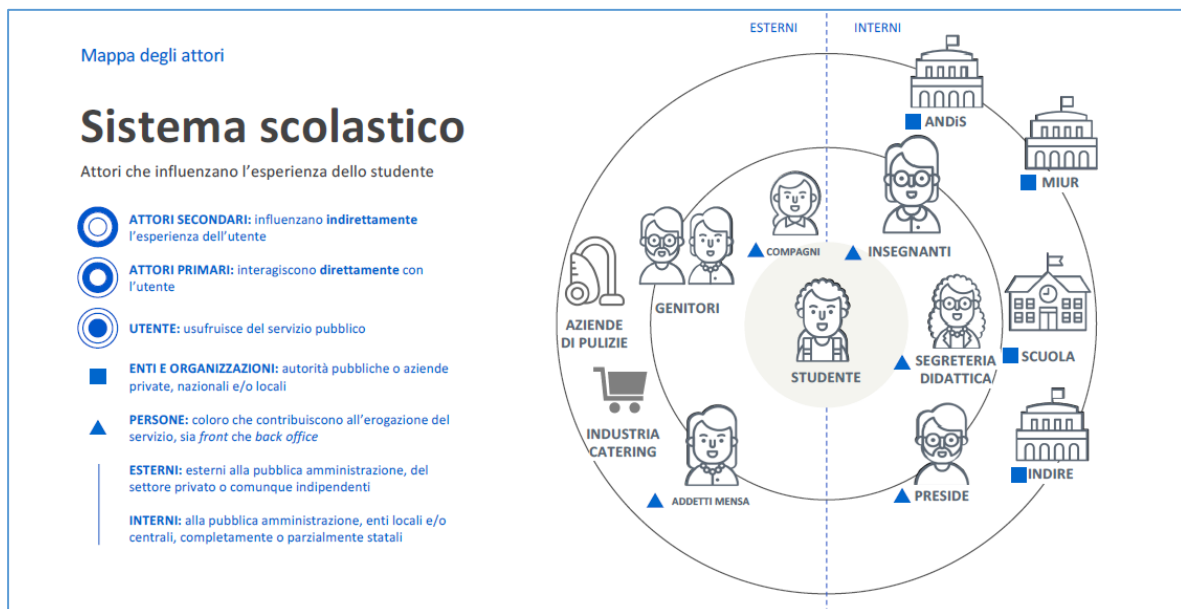 Mappa degli attori
Sistema scolastico
Attori che influenzano l'esperienza dello studente
ATTORI SECONDARI: influenzano indirettamente
l'esperienza dell'utente
ATTORI PRIMARI: interagiscono direttamente con
l'utente
UTENTE: usufruisce del servizio pubblico
ENTI E ORGANIZZAZIONI: autorità pubbliche o aziende
private, nazionali e/o locali
PERSONE: coloro che contribuiscono all'erogazione del
servizio, sia front che back office
ESTERNI: esterni alla pubblica amministrazione, del
settore privato o comunque indipendenti
INTERNI: alla pubblica amministrazione, enti locali e/o
centrali, completamente o parzialmente statali
ESTERNI
INTERNI
ANDiS
MIUR
COMPAGNI
INSEGNANTI
GENITORI
AZIENDE
DI PULIZIE
STUDENTE
SEGRETERIA
DIDATTICA/
SCUOLA
INDUSTRIA
CATERING
ADDETTI MENSA
PRESIDE
INDIRE